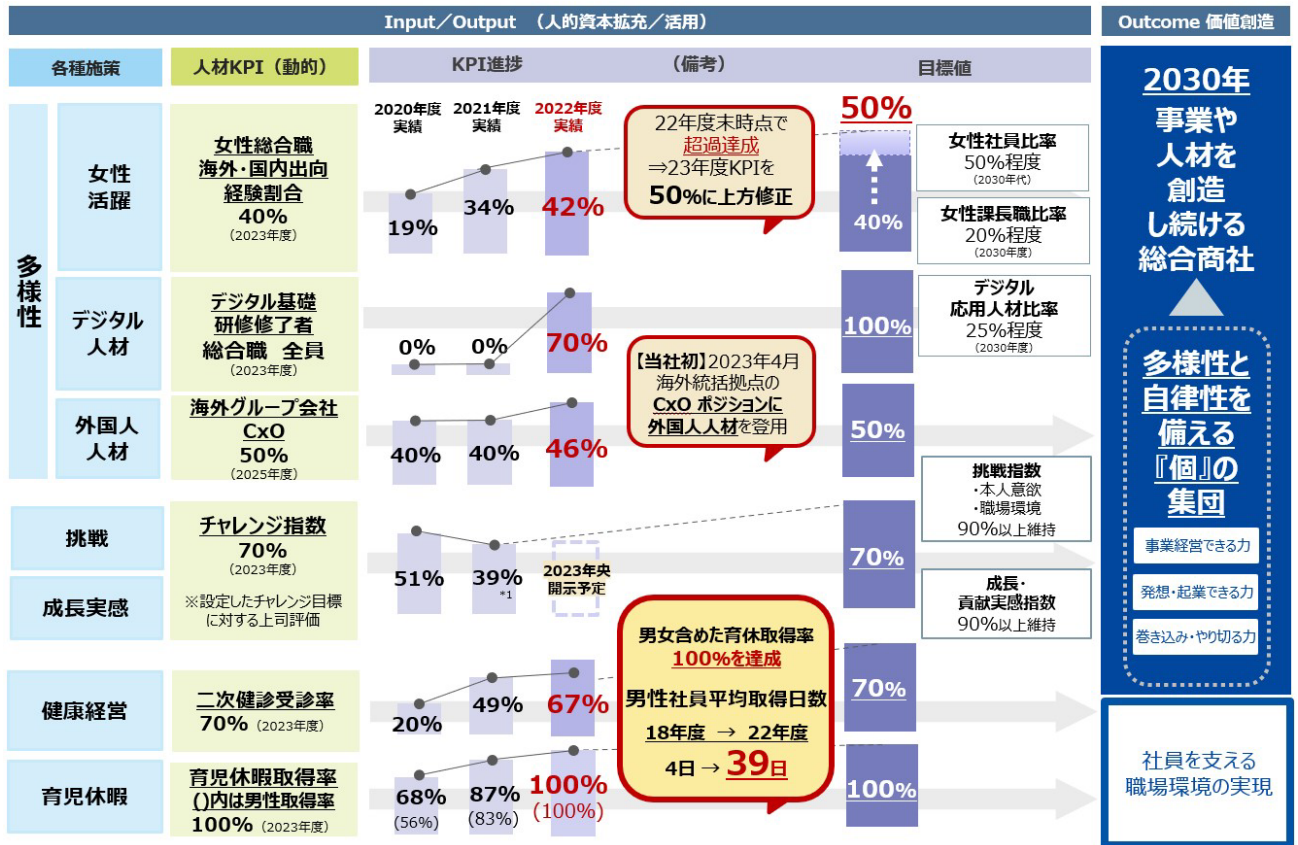 Input／Output （人的資本拡充／活用）
Outcome 価値創造
各種施策
人材KPI（動的）
KPI進捗
（備考）
目標値
多様性
女性
活躍
女性総合職
海外・国内出向
経験割合
40%
（2023年度）
2020年度
実績
2021年度
実績
2022年度
実績
19%
34%
42%
22年度末時点で
超過達成
⇒23年度KPIを
50%に上方修正
50%
40%
女性社員比率
50%程度
（2030年代）
女性課長職比率
20%程度
（2030年度）
デジタル
人材
デジタル基礎
研修修了者
総合職 全員
（2023年度）
0%
0%
70%
100%
デジタル
応用人材比率
25%程度
（2030年度）
外国人
人材
海外グループ会社
CxO
50%
（2025年度）
40%
40%
46%
【当社初】2023年4月
海外統括拠点の
CxO ポジションに
外国人人材を登用
50%
挑戦
成長実感
チャレンジ指数
70%
（2023年度）
※設定したチャレンジ目標
に対する上司評価
51%
39%
*1
2023年央
開示予定
70%
挑戦指数
・本人意欲
・職場環境
90%以上維持
成長・
貢献実感指数
90%以上維持
健康経営
二次健診受診率
70%（2023年度）
20%
49%
67%
男女含めた育休取得率
100%を達成
男性社員平均取得日数
18年度 → 22年度
4日 → 39日
70%
育児休暇
育児休暇取得率
()内は男性取得率
100%（2023年度）
68%
(56%)
87%
(83%)
100%
(100%)
100%
2030年
事業や
人材を
創造
し続ける
総合商社
多様性と
自律性を
備える
『個』の
集団
事業経営できる力
発想・起業できる力
巻き込み・やり切る力
社員を支える
職場環境の実現